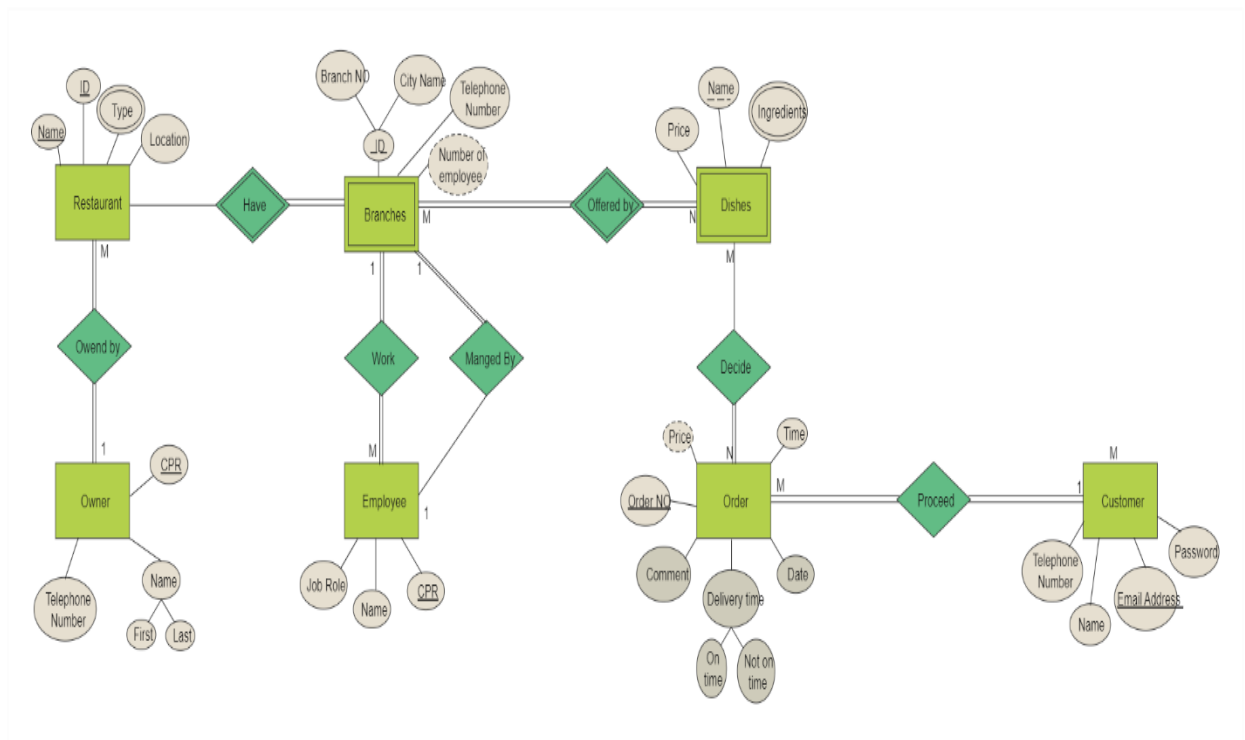 Branch NO
City Name
Telephone
Number
Name
Ingredients
ID
Type
Name
Location
Price
ID
Number of
employee
Restaurant
Have
Branches
M
Offered by
N
Dishes
M
1
1
M
Owend by
Work
Manged By
Decide
1
M
Price
Time
N
M
CPR
Owner
Employee
1
Order NO
Order
M
Proceed
1
Customer
Telephone
Number
Name
First
Last
Job Role
Name
CPR
Comment
Delivery time
Date
On
time
Not on
time
Telephone
Number
Name
Email Address
Password